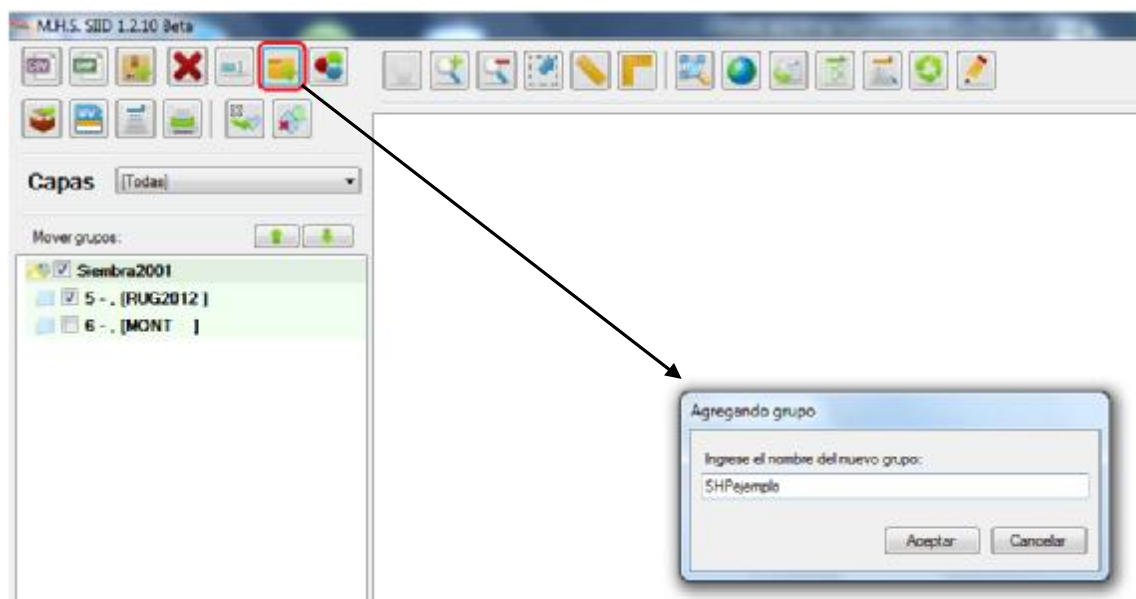 M.H.S. SIID 1.2.10 Beta
CSV
Capas [Todas]
Mover grupos:
Siembra2001
5 - . [RUG2012 ]
6 - . [MONT ]
Agregando grupo
Ingrese el nombre del nuevo grupo:
SHPejemplo
Aceptar Cancelar